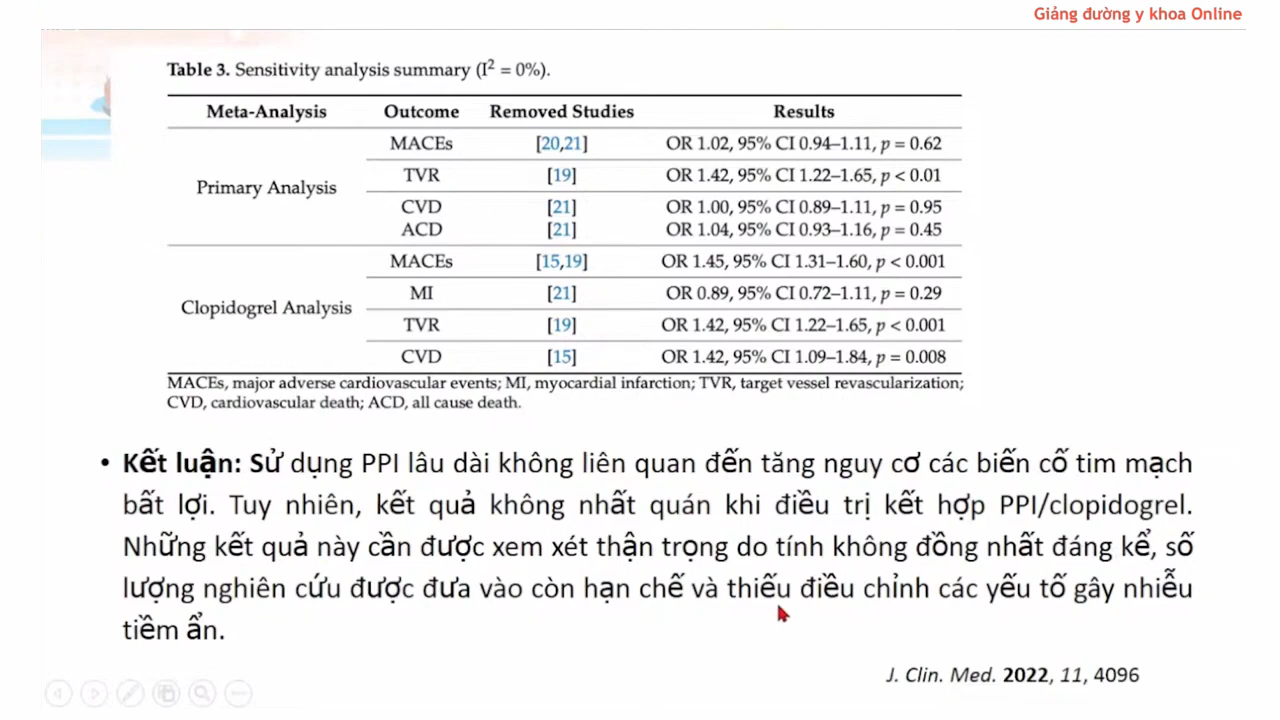 Giảng đường y khoa Online
Table 3. Sensitivity analysis summary (I² = 0%).
Meta-Analysis Outcome Removed Studies Results
MACEs [20,21] OR 1.02, 95% CI 0.94–1.11, p = 0.62
TVR [19] OR 1.42, 95% CI 1.22–1.65, p < 0.01
Primary Analysis
CVD [21] OR 1.00, 95% CI 0.89–1.11, p = 0.95
ACD [21] OR 1.04, 95% CI 0.93–1.16, p = 0.45
MACEs [15,19] OR 1.45, 95% CI 1.31–1.60, p < 0.001
MI [21] OR 0.89, 95% CI 0.72–1.11, p = 0.29
Clopidogrel Analysis
TVR [19] OR 1.42, 95% CI 1.22–1.65, p < 0.001
CVD [15] OR 1.42, 95% CI 1.09–1.84, p = 0.008
MACEs, major adverse cardiovascular events; MI, myocardial infarction; TVR, target vessel revascularization;
CVD, cardiovascular death; ACD, all cause death.
• Kết luận: Sử dụng PPI lâu dài không liên quan đến tăng nguy cơ các biến cố tim mạch
bất lợi. Tuy nhiên, kết quả không nhất quán khi điều trị kết hợp PPI/clopidogrel.
Những kết quả này cần được xem xét thận trọng do tính không đồng nhất đáng kể, số
lượng nghiên cứu được đưa vào còn hạn chế và thiếu điều chỉnh các yếu tố gây nhiễu
tiềm ẩn.
J. Clin. Med. 2022, 11, 4096